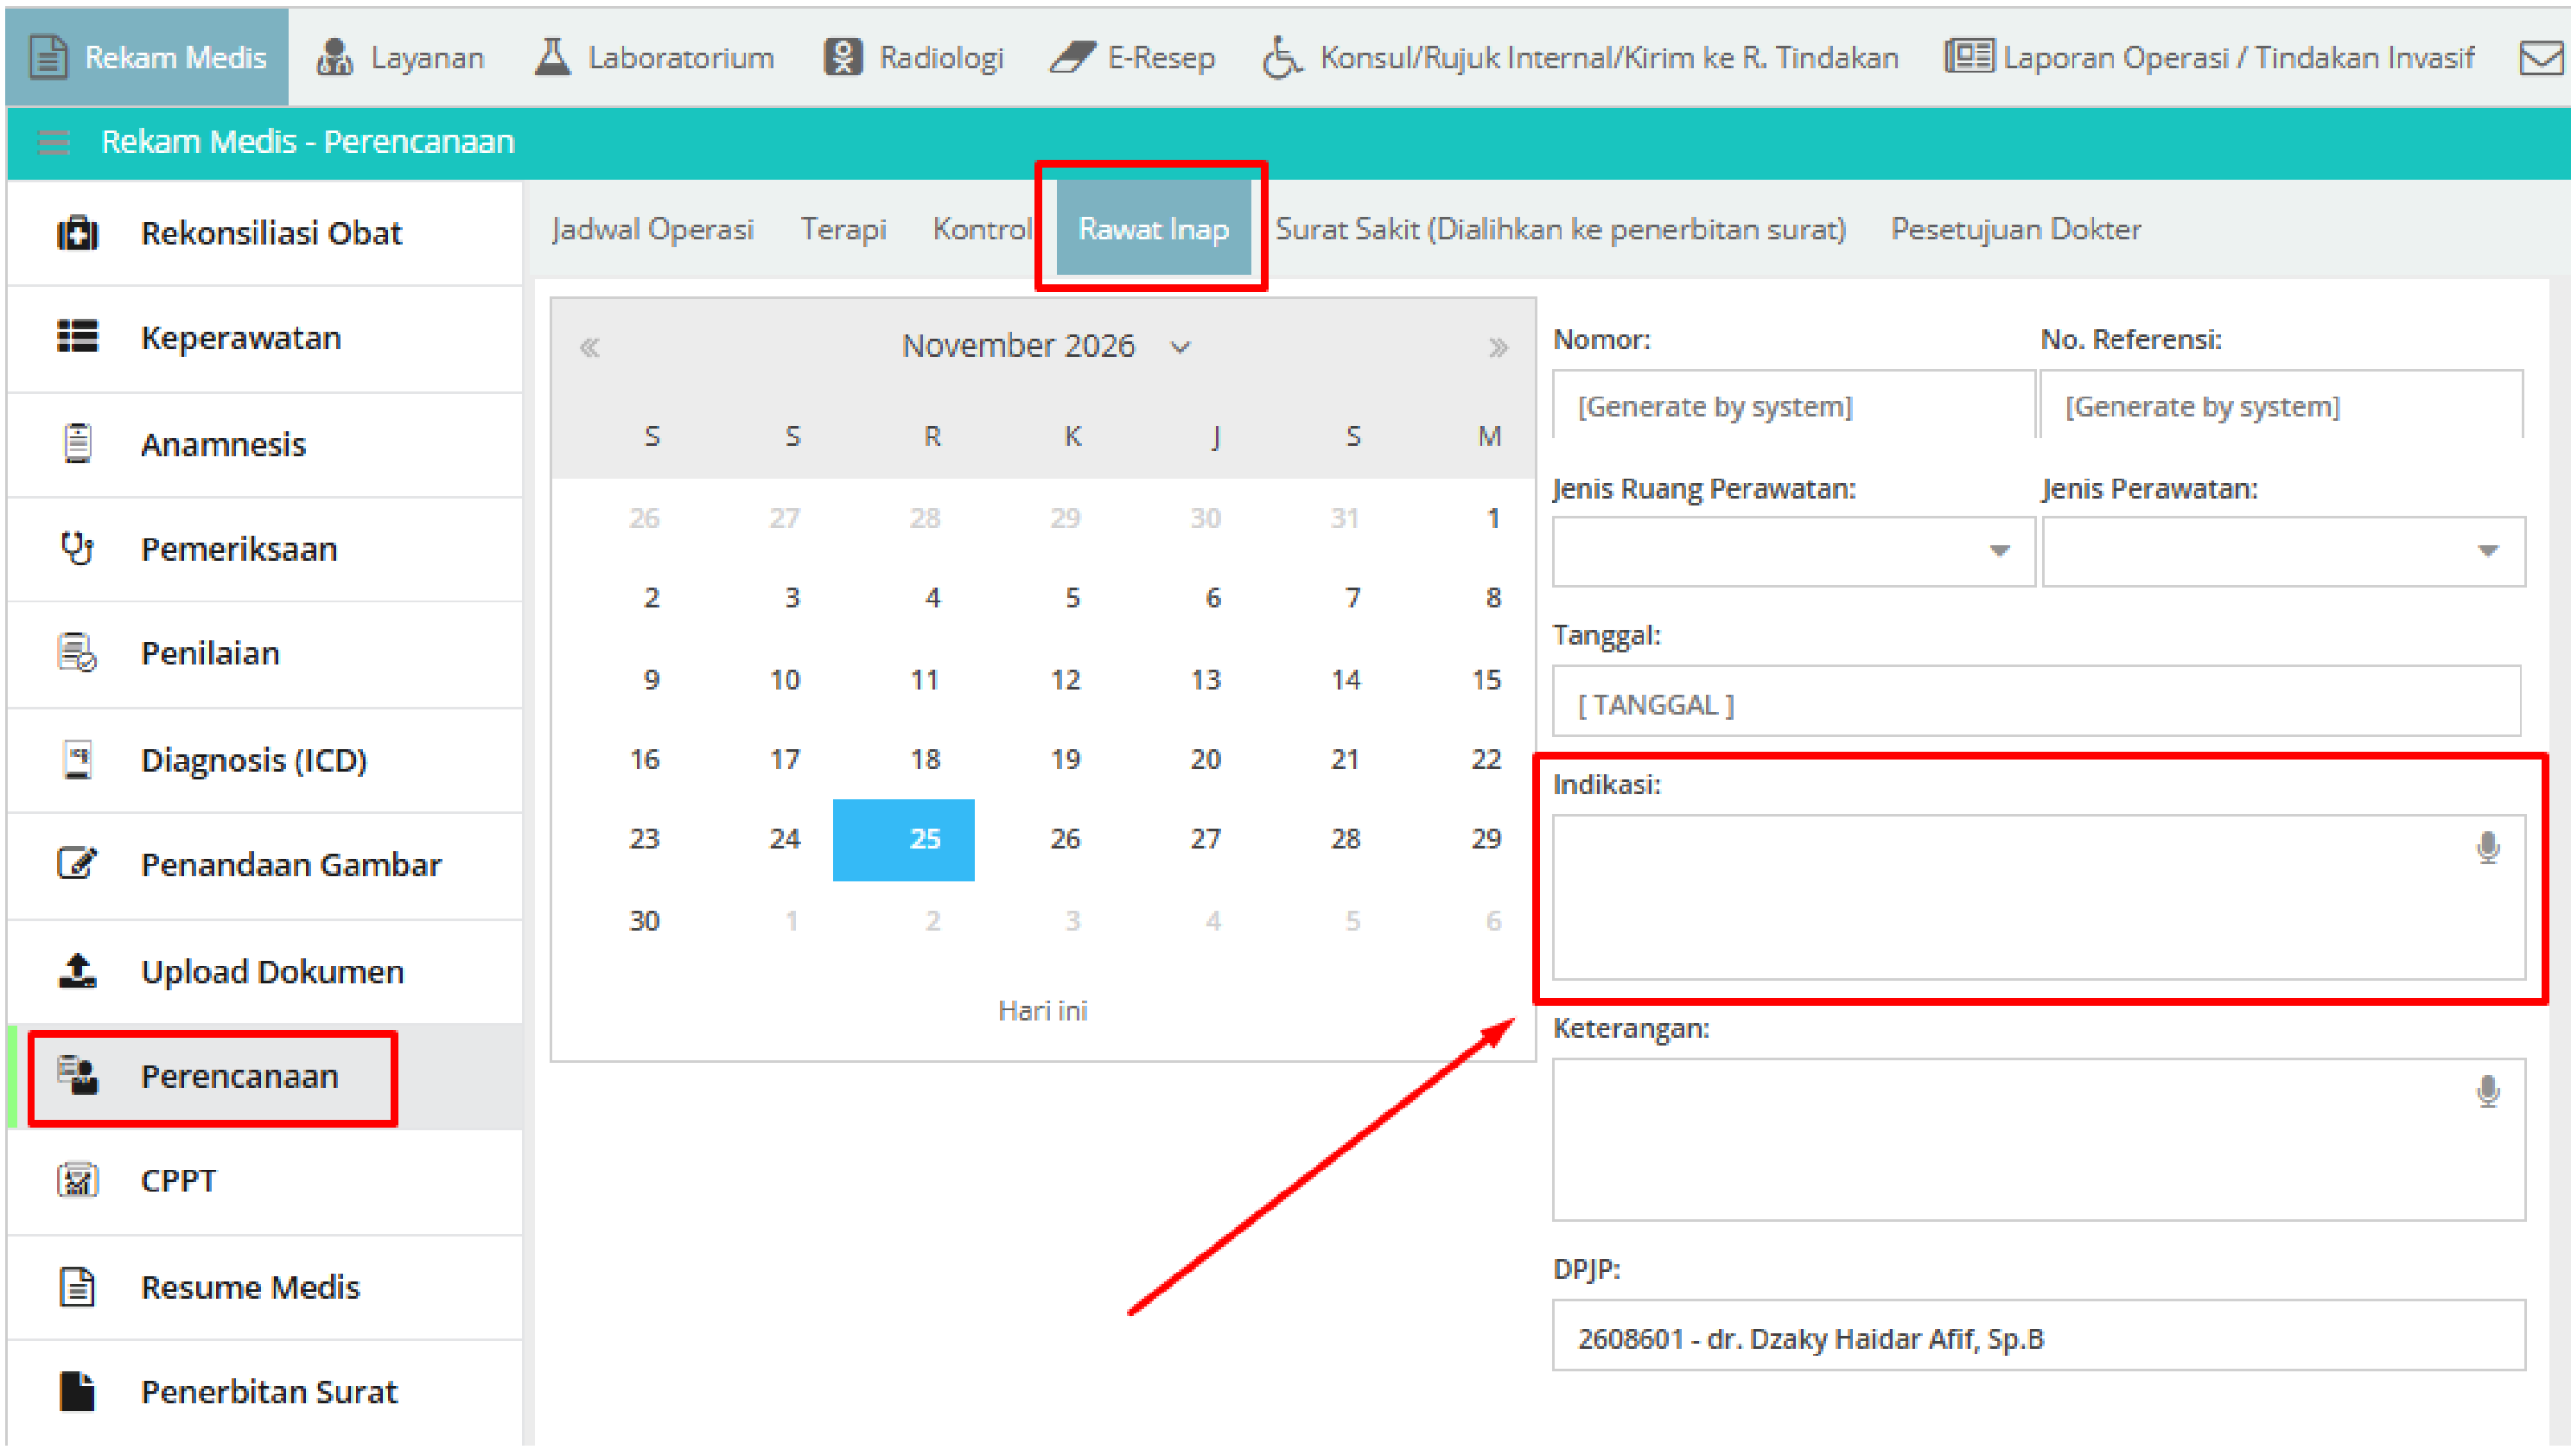 Rekam Medis Layanan Laboratorium Radiologi E-Resep Konsul/Rujuk Internal/Kirim ke R. Tindakan Laporan Operasi / Tindakan Invasif
Rekam Medis - Perencanaan
Rekonsiliasi Obat
Keperawatan
Anamnesis
Pemeriksaan
Penilaian
Diagnosis (ICD)
Penandaan Gambar
Upload Dokumen
Perencanaan
CPPT
Resume Medis
Penerbitan Surat
Jadwal Operasi Terapi Kontrol Rawat Inap Surat Sakit (Dialihkan ke penerbitan surat) Pesetujuan Dokter
« November 2026 »
S S R K J S M
26 27 28 29 30 31 1
2 3 4 5 6 7 8
9 10 11 12 13 14 15
16 17 18 19 20 21 22
23 24 25 26 27 28 29
30 1 2 3 4 5 6
Hari ini
Nomor: No. Referensi:
[Generate by system] [Generate by system]
Jenis Ruang Perawatan: Jenis Perawatan:
Tanggal:
[ TANGGAL ]
Indikasi:
Keterangan:
DPJP:
2608601 - dr. Dzaky Haidar Afif, Sp.B